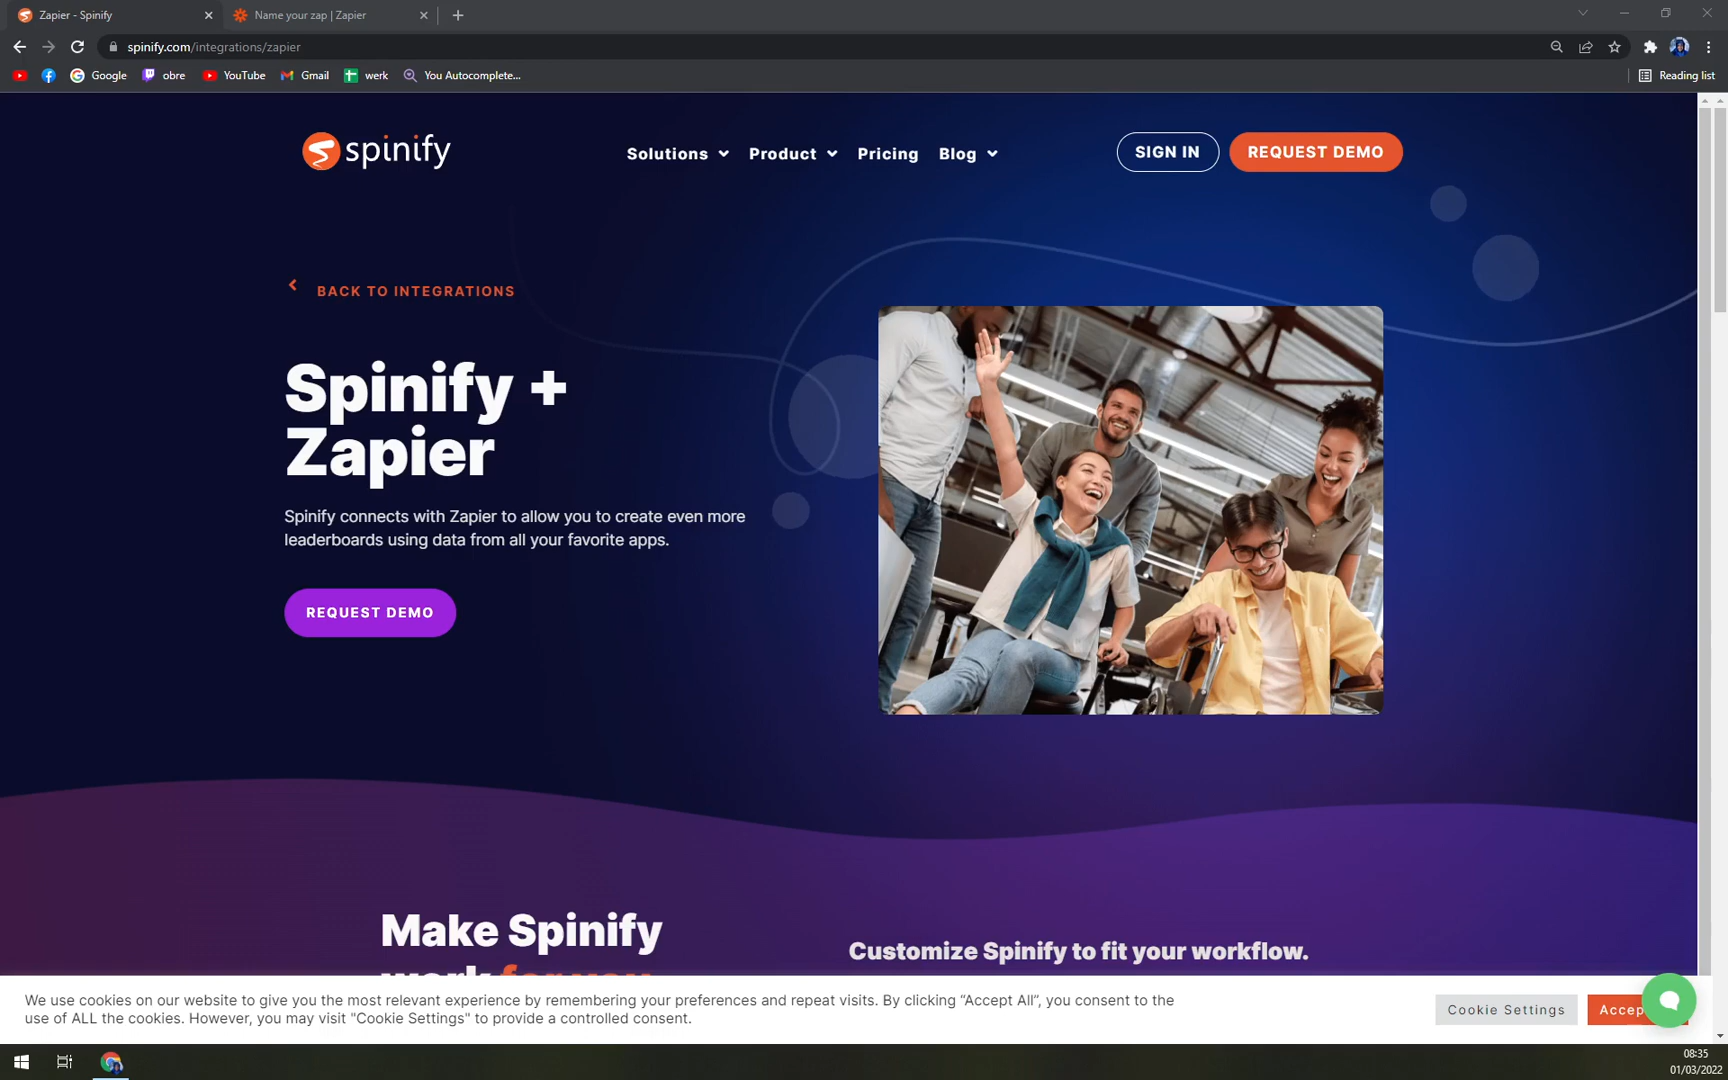 Zapier - Spinify
Name your zap | Zapier
spinify.com/integrations/zapier
Google
obre
YouTube
Gmail
werk
You Autocomplete...
Reading list
spinify
Solutions
Product
Pricing
Blog
SIGN IN
REQUEST DEMO
BACK TO INTEGRATIONS
Spinify +
Zapier
Spinify connects with Zapier to allow you to create even more
leaderboards using data from all your favorite apps.
REQUEST DEMO
Make Spinify
work for you
Customize Spinify to fit your workflow.
We use cookies on our website to give you the most relevant experience by remembering your preferences and repeat visits. By clicking “Accept All”, you consent to the
use of ALL the cookies. However, you may visit "Cookie Settings" to provide a controlled consent.
Cookie Settings
Accep
08:35
01/03/2022